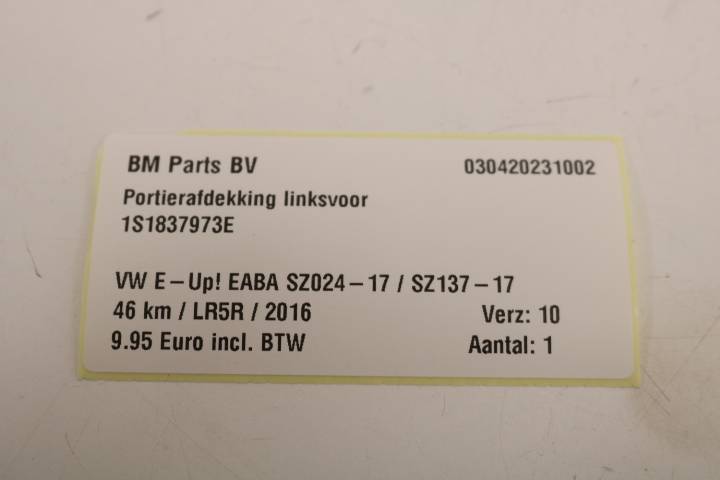 BM Parts BV 030420231002
Portierafdekking linksvoor
1S1837973E
VW E-Up! EABA SZ024-17 / SZ137-17
46 km / LR5R / 2016 Verz: 10
9.95 Euro incl. BTW Aantal: 1